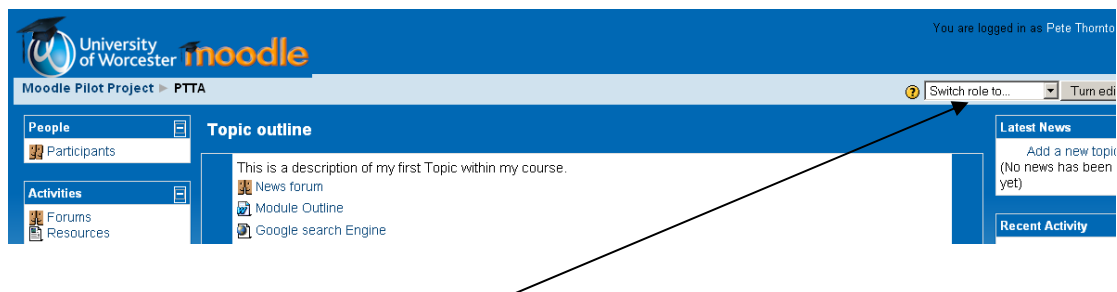 You are logged in as Pete Thornto
University
of Worcester
moodle
Moodle Pilot Project ► PTTA
Switch role to...
Turn edi
People
Participants
Activities
Forums
Resources
Topic outline
This is a description of my first Topic within my course.
News forum
Module Outline
Google search Engine
Latest News
Add a new topic
(No news has been
yet)
Recent Activity